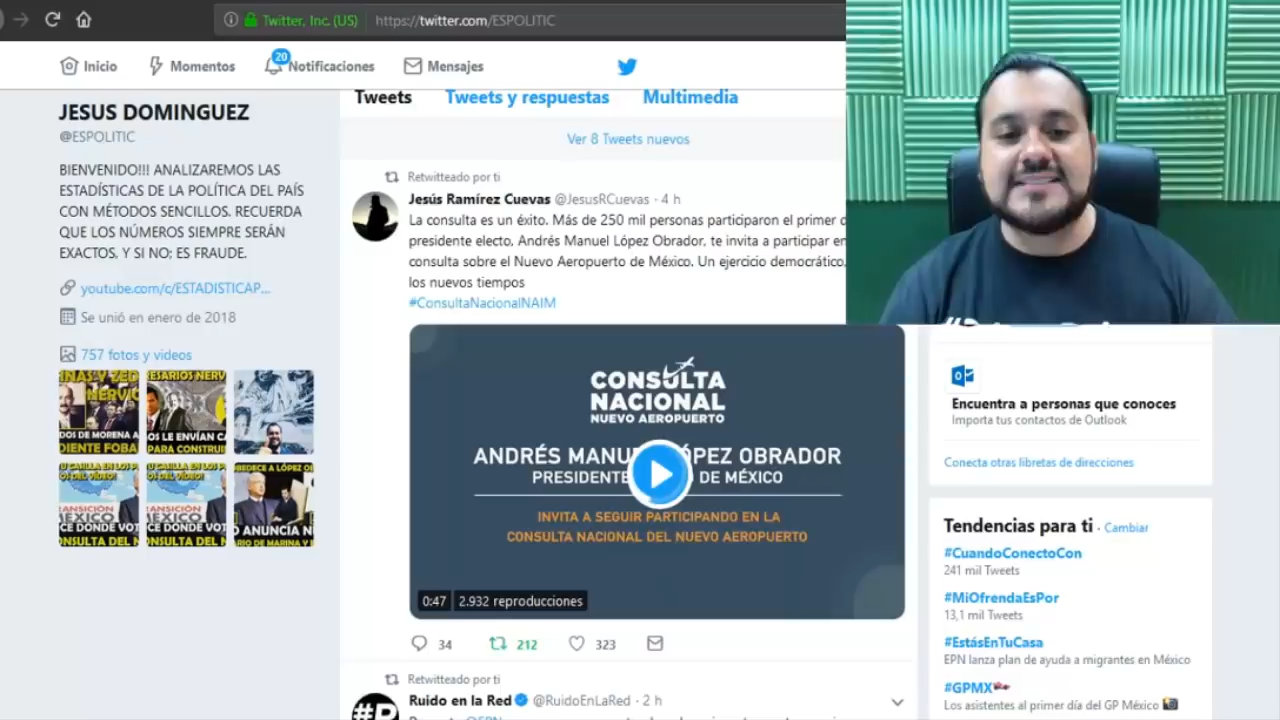 Twitter, Inc. (US)
https://twitter.com/ESPOLITIC
Inicio
Momentos
20
Notificaciones
Mensajes
JESUS DOMINGUEZ
@ESPOLITIC
BIENVENIDO!!! ANALIZAREMOS LAS
ESTADÍSTICAS DE LA POLÍTICA DEL PAÍS
CON MÉTODOS SENCILLOS. RECUERDA
QUE LOS NÚMEROS SIEMPRE SERÁN
EXACTOS. Y SI NO; ES FRAUDE.
youtube.com/c/ESTADISTICAP...
Se unió en enero de 2018
757 fotos y videos
Tweets
Tweets y respuestas
Multimedia
Ver 8 Tweets nuevos
Retwitteado por ti
Jesús Ramírez Cuevas @JesusRCuevas · 4 h
La consulta es un éxito. Más de 250 mil personas participaron el primer
presidente electo, Andrés Manuel López Obrador, te invita a participar en
consulta sobre el Nuevo Aeropuerto de México. Un ejercicio democrático.
los nuevos tiempos
#ConsultaNacionalNAIM
CONSULTA
NACIONAL
NUEVO AEROPUERTO
ANDRÉS MANUEL LÓPEZ OBRADOR
PRESIDENTE DE MÉXICO
INVITA A SEGUIR PARTICIPANDO EN LA
CONSULTA NACIONAL DEL NUEVO AEROPUERTO
0:47
2.932 reproducciones
34
212
323
Retwitteado por ti
Ruido en la Red @RuidoEnLaRed · 2 h
Encuentra a personas que conoces
Importa tus contactos de Outlook
Conecta otras libretas de direcciones
Tendencias para ti · Cambiar
#CuandoConectoCon
241 mil Tweets
#MiOfrendaEsPor
13,1 mil Tweets
#EstásEnTuCasa
EPN lanza plan de ayuda a migrantes en México
#GPMX
Los asistentes al primer día del GP México